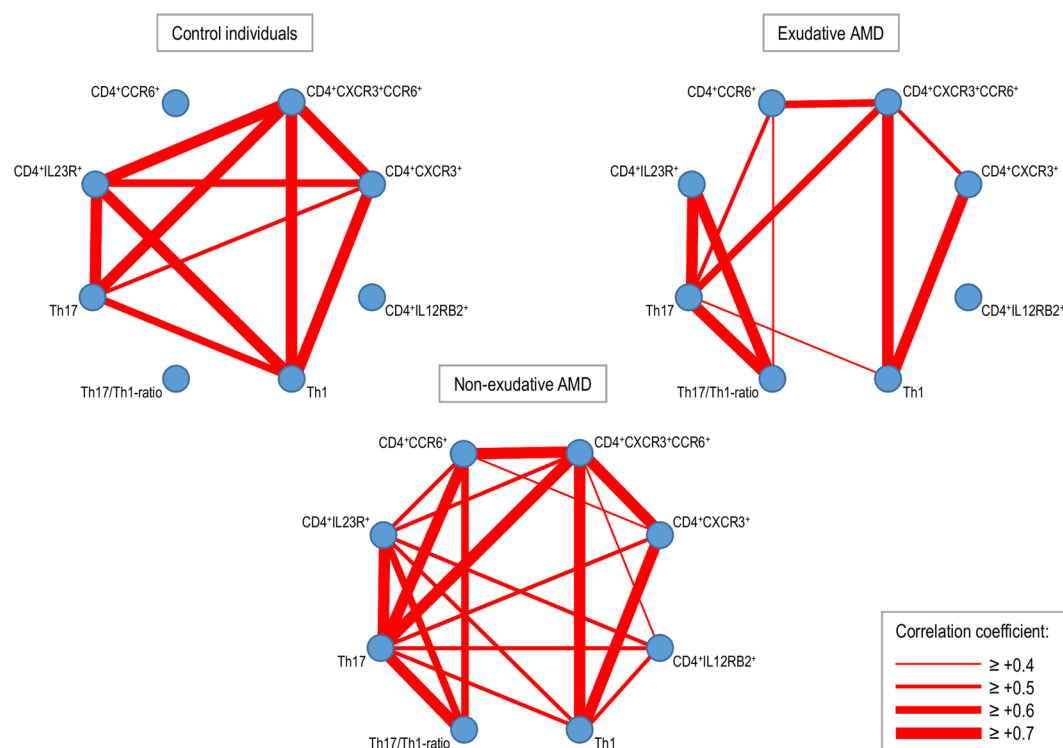 Control individuals
CD4⁺CCR6⁺
CD4⁺CXCR3⁺CCR6⁺
CD4⁺IL23R⁺
CD4⁺CXCR3⁺
Th17
CD4⁺IL12RB2⁺
Th17/Th1-ratio
Th1
Exudative AMD
CD4⁺CCR6⁺
CD4⁺CXCR3⁺CCR6⁺
CD4⁺IL23R⁺
CD4⁺CXCR3⁺
Th17
CD4⁺IL12RB2⁺
Th17/Th1-ratio
Th1
Non-exudative AMD
CD4⁺CCR6⁺
CD4⁺CXCR3⁺CCR6⁺
CD4⁺IL23R⁺
CD4⁺CXCR3⁺
Th17
CD4⁺IL12RB2⁺
Th17/Th1-ratio
Th1
Correlation coefficient:
≥ +0.4
≥ +0.5
≥ +0.6
≥ +0.7